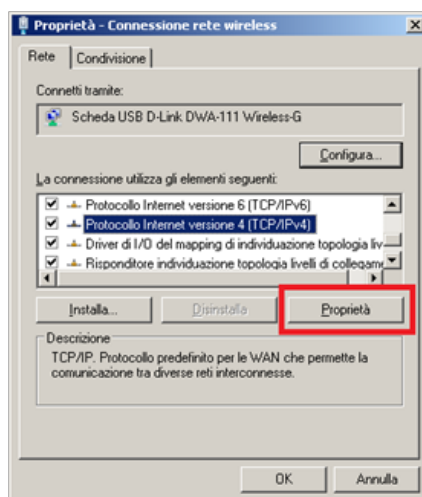 Proprietà - Connessione rete wireless
Rete
Condivisione
Connetti tramite:
Scheda USB D-Link DWA-111 Wireless-G
Configura...
La connessione utilizza gli elementi seguenti:
Protocollo Internet versione 6 (TCP/IPv6)
Protocollo Internet versione 4 (TCP/IPv4)
Driver di I/O del mapping di individuazione topologia liv
Risponditore individuazione topologia livelli di collegame
Installa...
Disinstalla
Proprietà
Descrizione
TCP/IP. Protocollo predefinito per le WAN che permette la
comunicazione tra diverse reti interconnesse.
OK
Annulla